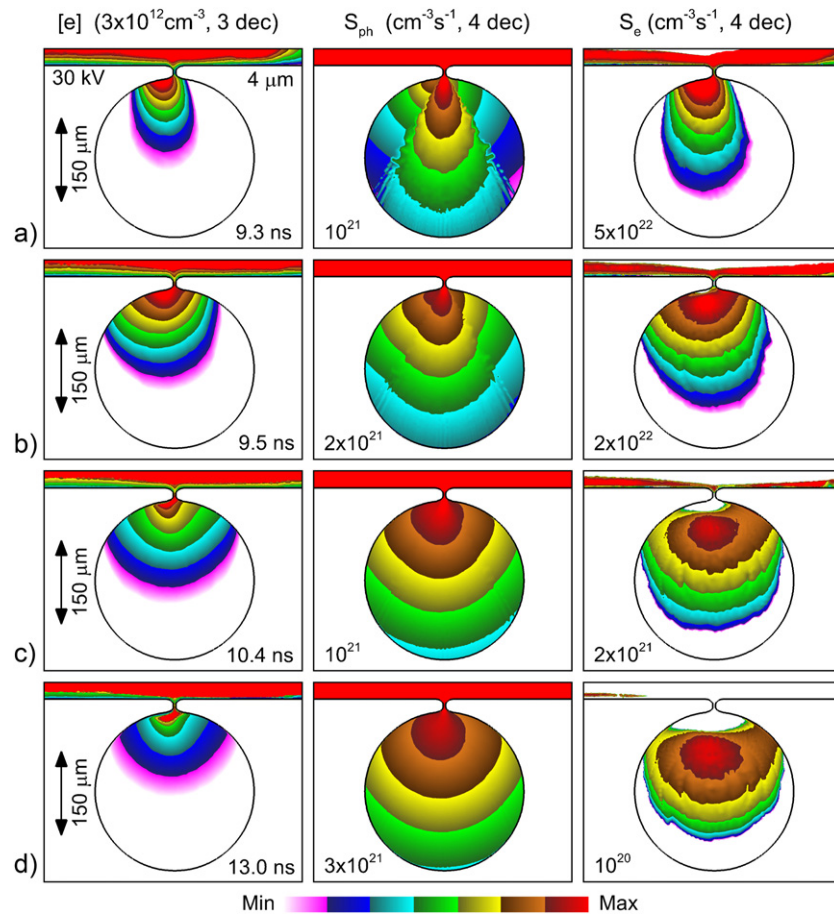 [e] (3x10¹²cm⁻³, 3 dec) S_ph (cm⁻³s⁻¹, 4 dec) S_e (cm⁻³s⁻¹, 4 dec)
30 kV 4 μm
150 μm
a) 9.3 ns 10²¹ 5x10²²
150 μm
b) 9.5 ns 2x10²¹ 2x10²²
150 μm
c) 10.4 ns 10²¹ 2x10²¹
150 μm
d) 13.0 ns 3x10²¹ 10²⁰
Min Max